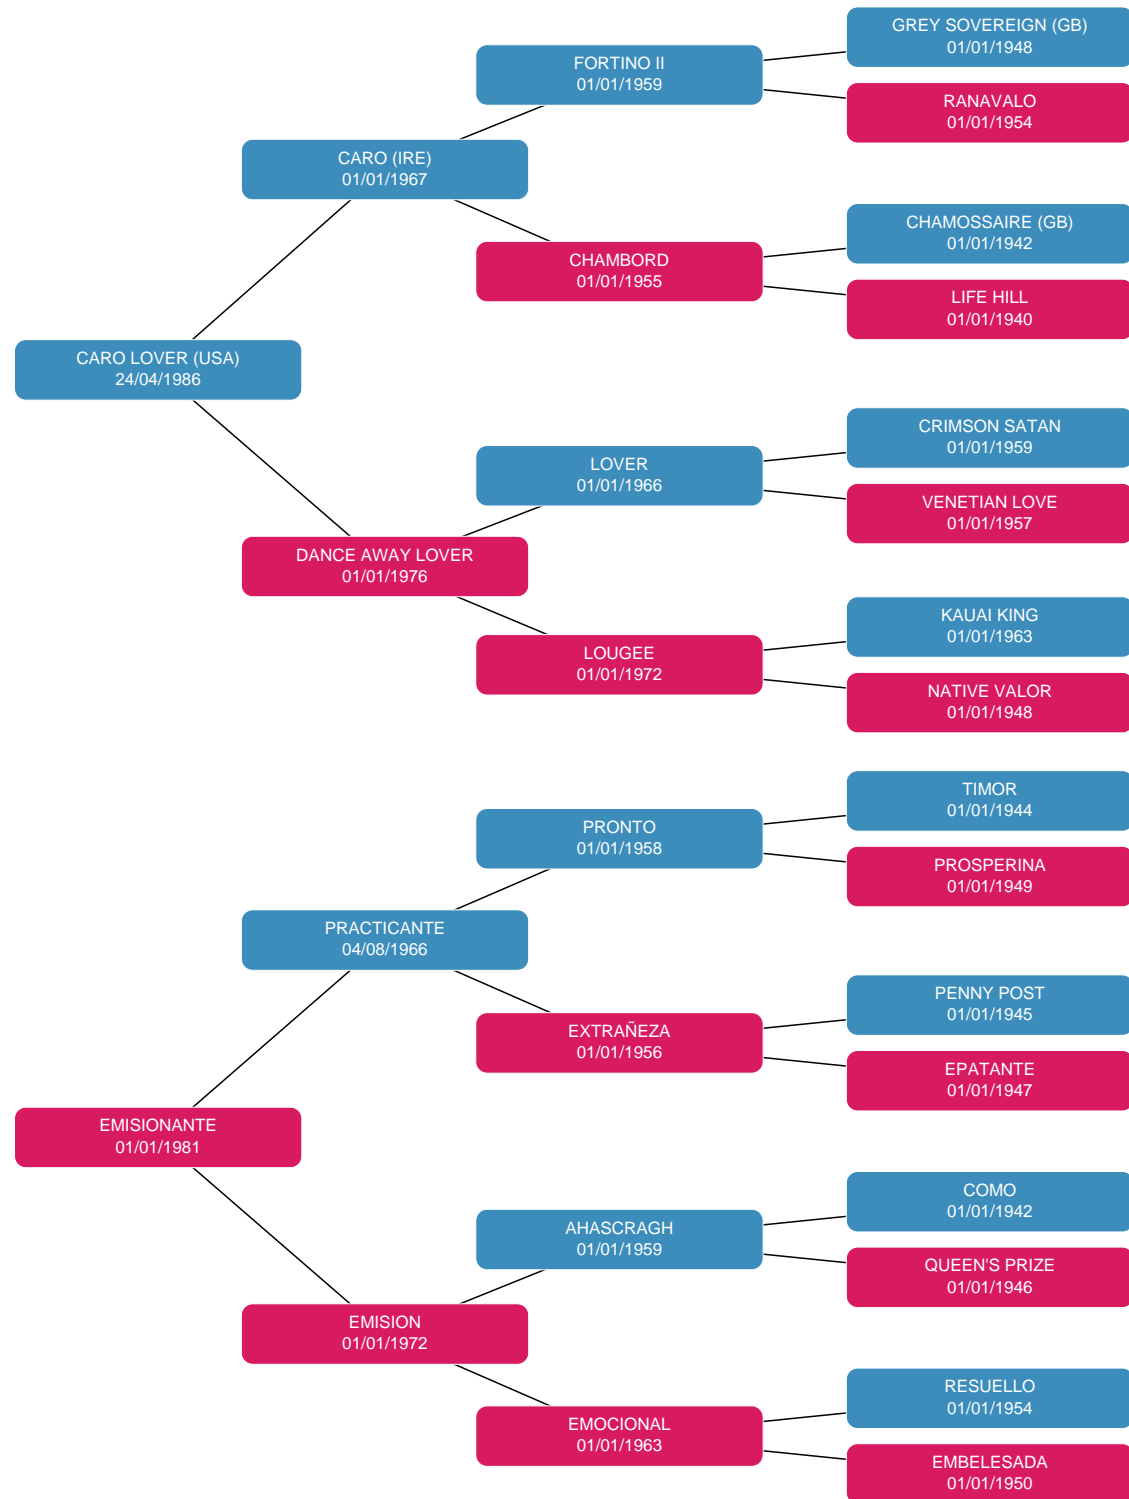 GREY SOVEREIGN (GB)
01/01/1948
FORTINO II
01/01/1959
RANAVALO
01/01/1954
CARO (IRE)
01/01/1967
CHAMOSSAIRE (GB)
01/01/1942
CHAMBORD
01/01/1955
LIFE HILL
01/01/1940
CARO LOVER (USA)
24/04/1986
CRIMSON SATAN
01/01/1959
LOVER
01/01/1966
VENETIAN LOVE
01/01/1957
DANCE AWAY LOVER
01/01/1976
KAUAI KING
01/01/1963
LOUGEE
01/01/1972
NATIVE VALOR
01/01/1948
TIMOR
01/01/1944
PRONTO
01/01/1958
PROSPERINA
01/01/1949
PRACTICANTE
04/08/1966
PENNY POST
01/01/1945
EXTRAÑEZA
01/01/1956
EPATANTE
01/01/1947
EMISIONANTE
01/01/1981
COMO
01/01/1942
AHASCRAGH
01/01/1959
QUEEN'S PRIZE
01/01/1946
EMISION
01/01/1972
RESUELLO
01/01/1954
EMOCIONAL
01/01/1963
EMBELESADA
01/01/1950